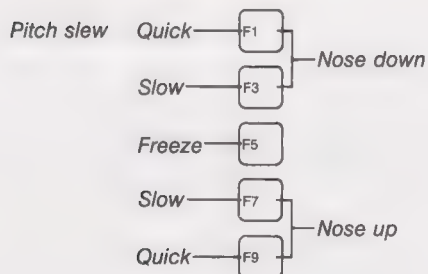 Pitch slew Quick F1
Nose down
Slow F3
Freeze F5
Slow F7
Nose up
Quick F9